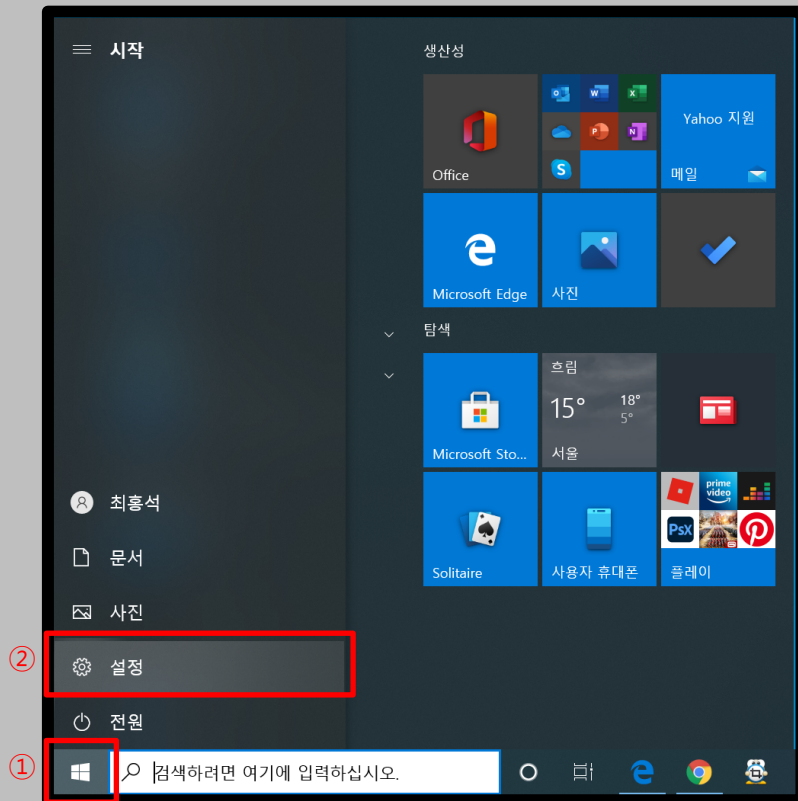 시작
생산성
Office
Yahoo 지원
메일
Microsoft Edge
사진
탐색
Microsoft Sto...
흐림
15°
18°
5°
서울
prime video
PsX
Solitaire
사용자 휴대폰
플레이
최홍석
문서
사진
② 설정
전원
① 검색하려면 여기에 입력하십시오.